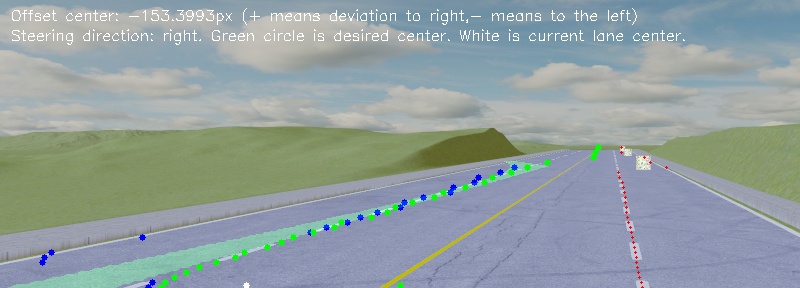 Offset center: −153.3993px (+ means deviation to right,− means to the left)
Steering direction: right. Green circle is desired center. White is current lane center.